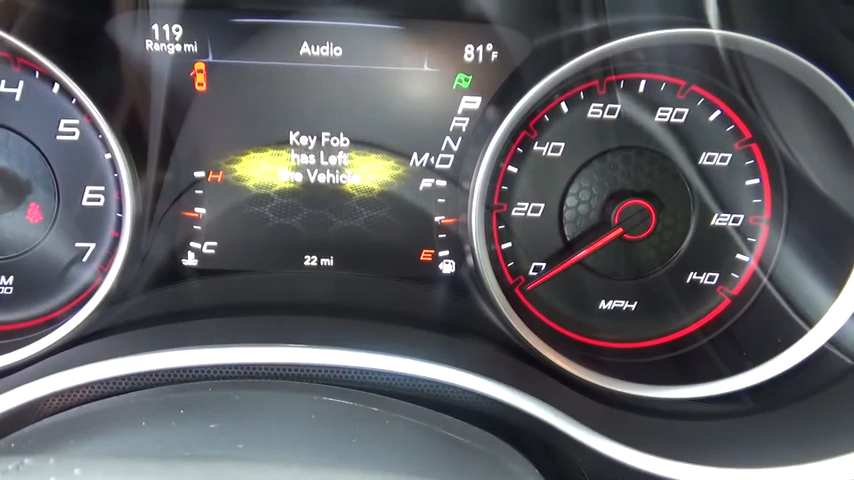 119
Range mi
Audio
81°F
P
R
N
M‹D
Key Fob
has Left
the Vehicle
H
C
F
E
22 mi
4
5
6
7
0
20
40
60
80
100
120
140
MPH